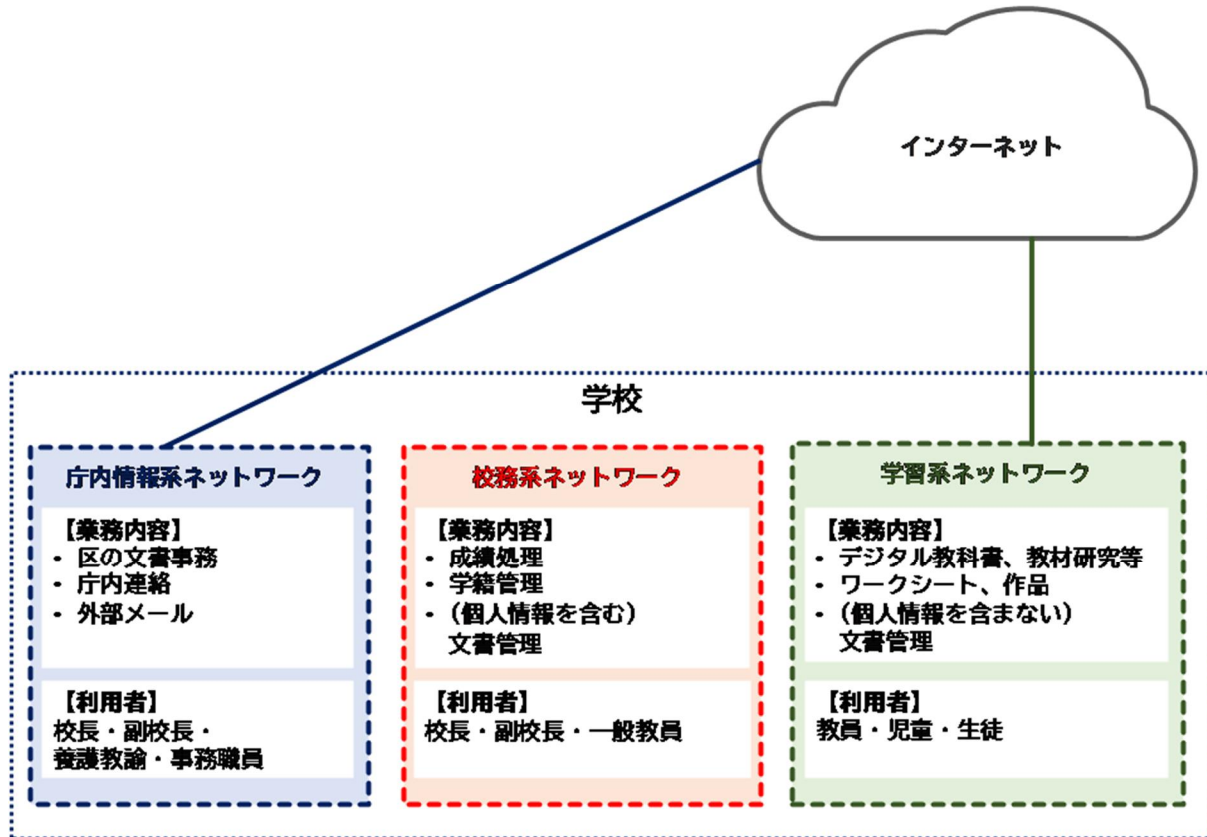 インターネット
学校
庁内情報系ネットワーク
【業務内容】
- 区の文書事務
- 庁内連絡
- 外部メール
【利用者】
校長・副校長・
養護教諭・事務職員
校務系ネットワーク
【業務内容】
- 成績処理
- 学籍管理
- （個人情報を含む）
文書管理
【利用者】
校長・副校長・一般教員
学習系ネットワーク
【業務内容】
- デジタル教科書、教材研究等
- ワークシート、作品
- （個人情報を含まない）
文書管理
【利用者】
教員・児童・生徒